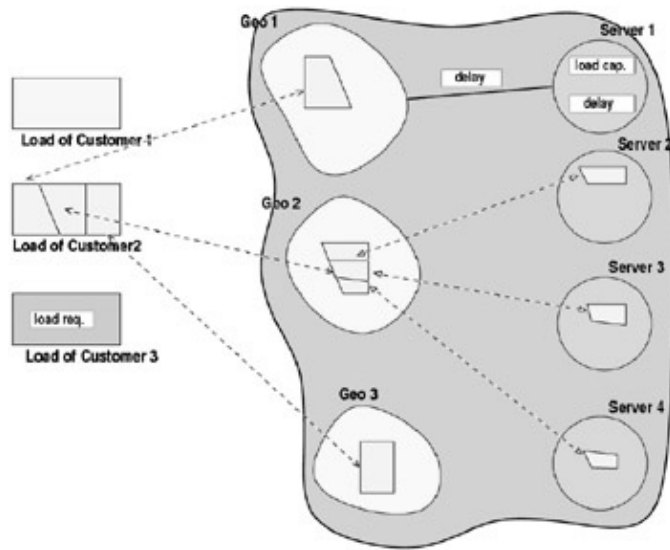 Geo 1
Server 1
load cap.
delay
delay
Load of Customer 1
Server 2
Geo 2
Load of Customer2
Server 3
load req.
Load of Customer 3
Geo 3
Server 4